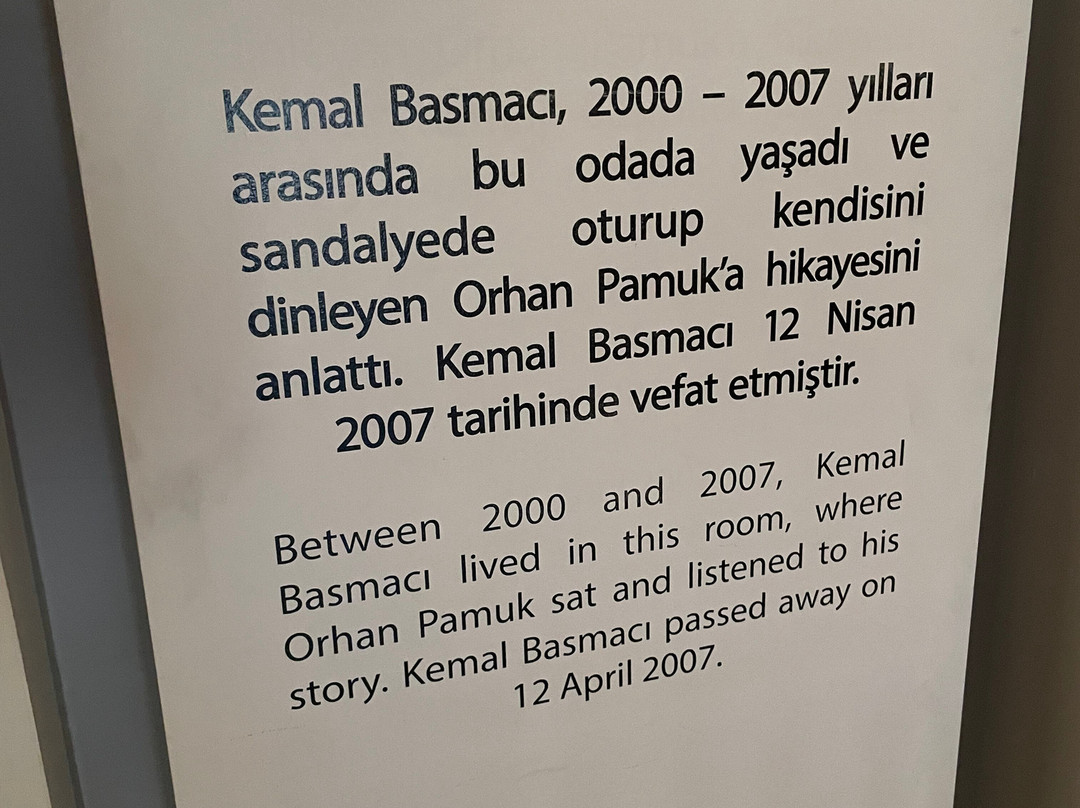 Kemal Basmacı, 2000 – 2007 yılları
arasında bu odada yaşadı ve
sandalyede oturup kendisini
dinleyen Orhan Pamuk’a hikayesini
anlattı. Kemal Basmacı 12 Nisan
2007 tarihinde vefat etmiştir.
Between 2000 and 2007, Kemal
Basmacı lived in this room, where
Orhan Pamuk sat and listened to his
story. Kemal Basmacı passed away on
12 April 2007.